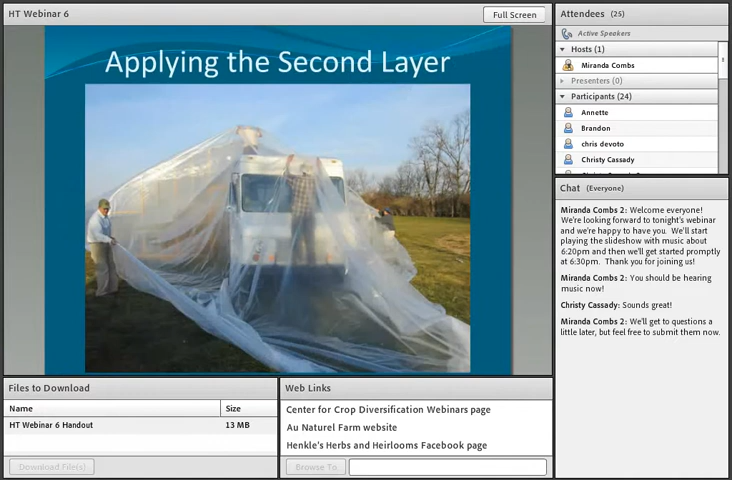 HT Webinar 6
Full Screen
Applying the Second Layer
Files to Download
Name
Size
HT Webinar 6 Handout
13 MB
Download File(s)
Web Links
Center for Crop Diversification Webinars page
Au Naturel Farm website
Henkle's Herbs and Heirlooms Facebook page
Browse To
Attendees (25)
Active Speakers
Hosts (1)
Miranda Combs
Presenters (0)
Participants (24)
Annette
Brandon
chris devoto
Christy Cassady
Chat (Everyone)
Miranda Combs 2: Welcome everyone!
We're looking forward to tonight's webinar
and we're happy to have you. We'll start
playing the slideshow with music about
6:20pm and then we'll get started promptly
at 6:30pm. Thank you for joining us!
Miranda Combs 2: You should be hearing
music now!
Christy Cassady: Sounds great!
Miranda Combs 2: We'll get to questions a
little later, but feel free to submit them now.